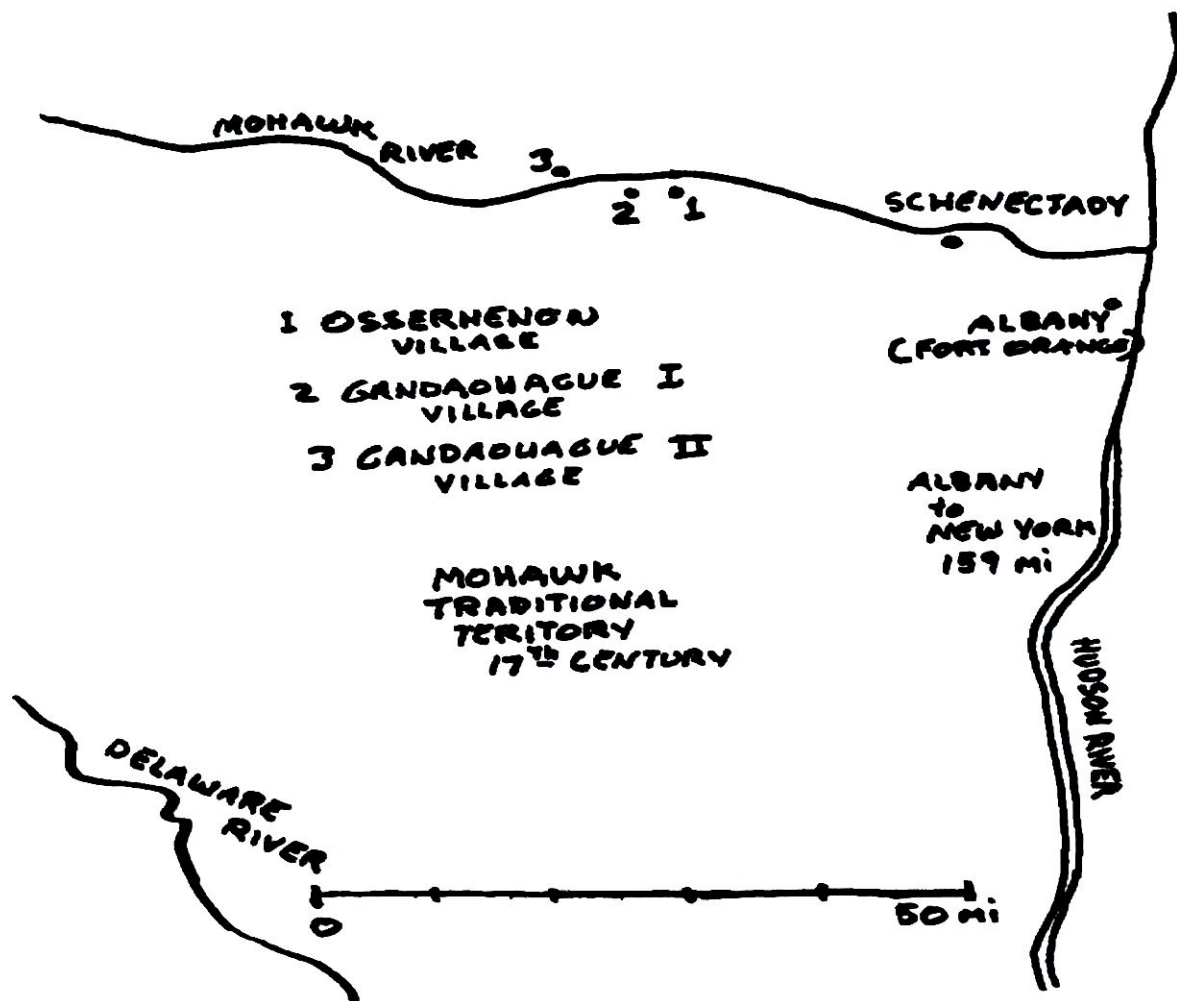 MOHAWK
RIVER
3
2
1
SCHENECTADY
1 OSSERNENON
VILLAGE
2 GANDAOUAGUE I
VILLAGE
3 GANDAOUAGUE II
VILLAGE
ALBANY
(FORT ORANGE)
ALBANY
to
NEW YORK
159 mi
MOHAWK
TRADITIONAL
TERITORY
17TH CENTURY
HUDSON RIVER
DELAWARE
RIVER
0
50 mi